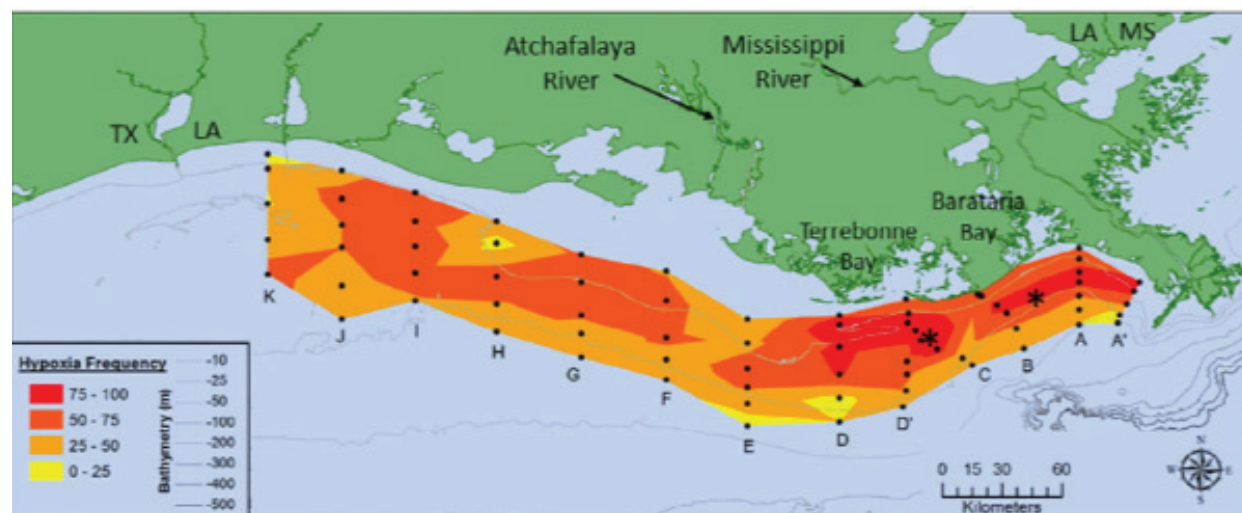 Atchafalaya
River
Mississippi
River
LA MS
TX LA
Barataria
Bay
Terrebonne
Bay
K
J
I
H
G
F
E
D
D'
C
B
A
A'
Hypoxia Frequency
75 - 100
50 - 75
25 - 50
0 - 25
Bathymetry (m)
-10
-25
-50
-100
-200
-300
-400
-500
0 15 30 60
Kilometers
N
W E
S